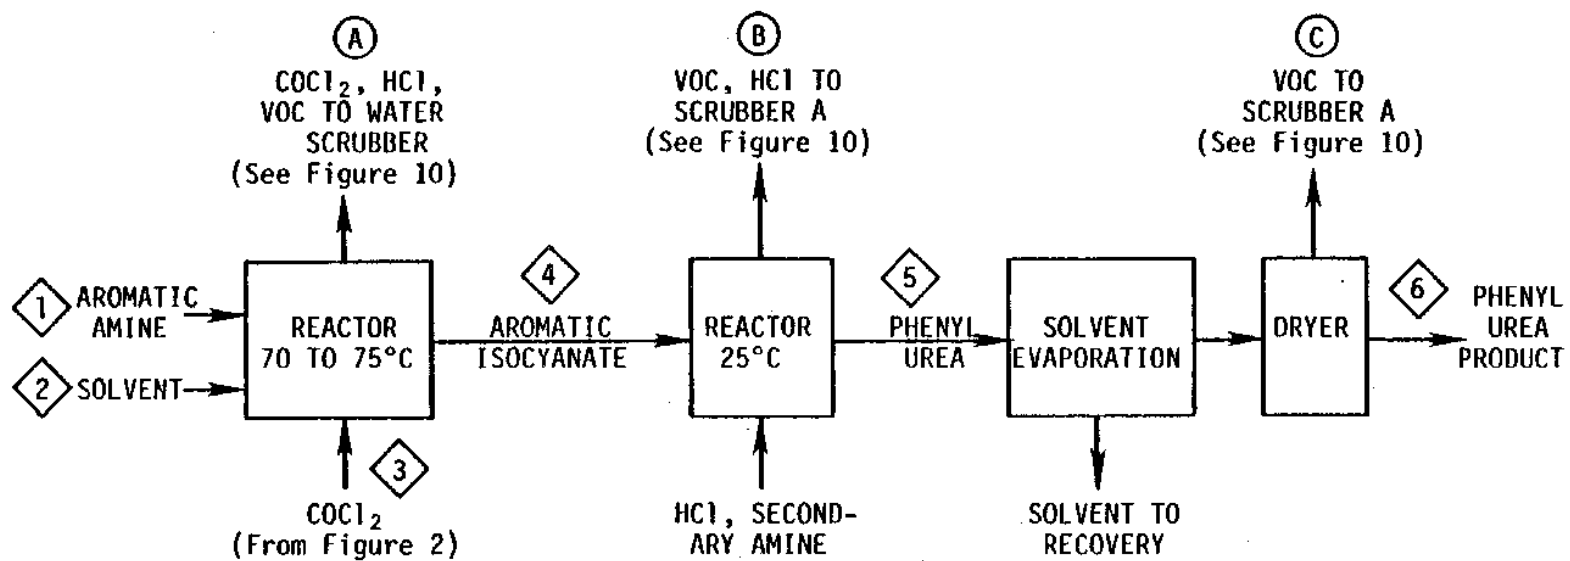 A
COCl2, HCl,
VOC TO WATER
SCRUBBER
(See Figure 10)
B
VOC, HCl TO
SCRUBBER A
(See Figure 10)
C
VOC TO
SCRUBBER A
(See Figure 10)
1
AROMATIC
AMINE
2
SOLVENT
REACTOR
70 TO 75°C
3
COCl2
(From Figure 2)
4
AROMATIC
ISOCYANATE
REACTOR
25°C
HCl, SECOND-
ARY AMINE
5
PHENYL
UREA
SOLVENT
EVAPORATION
SOLVENT TO
RECOVERY
DRYER
6
PHENYL
UREA
PRODUCT